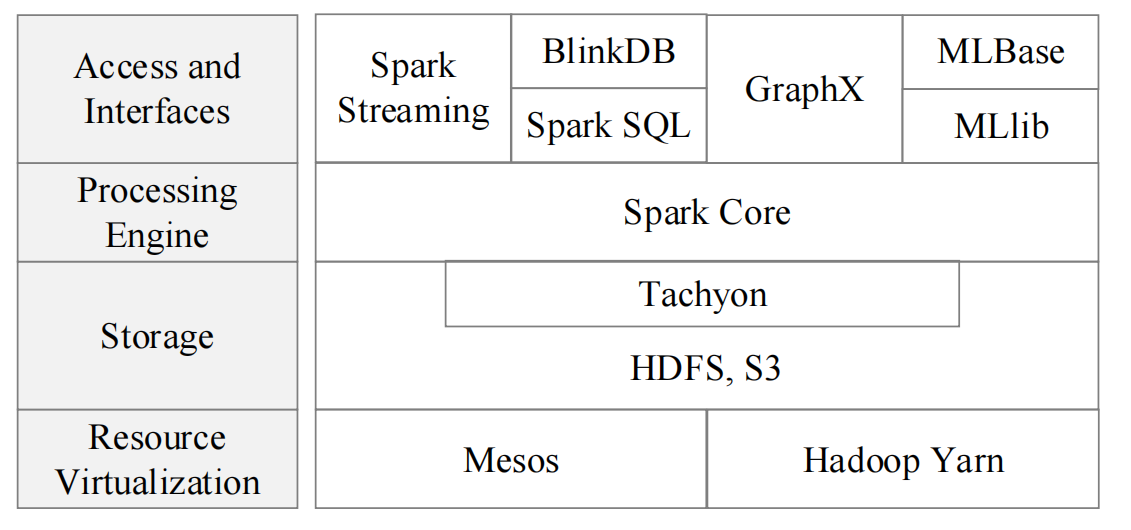 Access and
Interfaces
Spark
Streaming
BlinkDB
Spark SQL
GraphX
MLBase
MLlib
Processing
Engine
Spark Core
Storage
Tachyon
HDFS, S3
Resource
Virtualization
Mesos
Hadoop Yarn